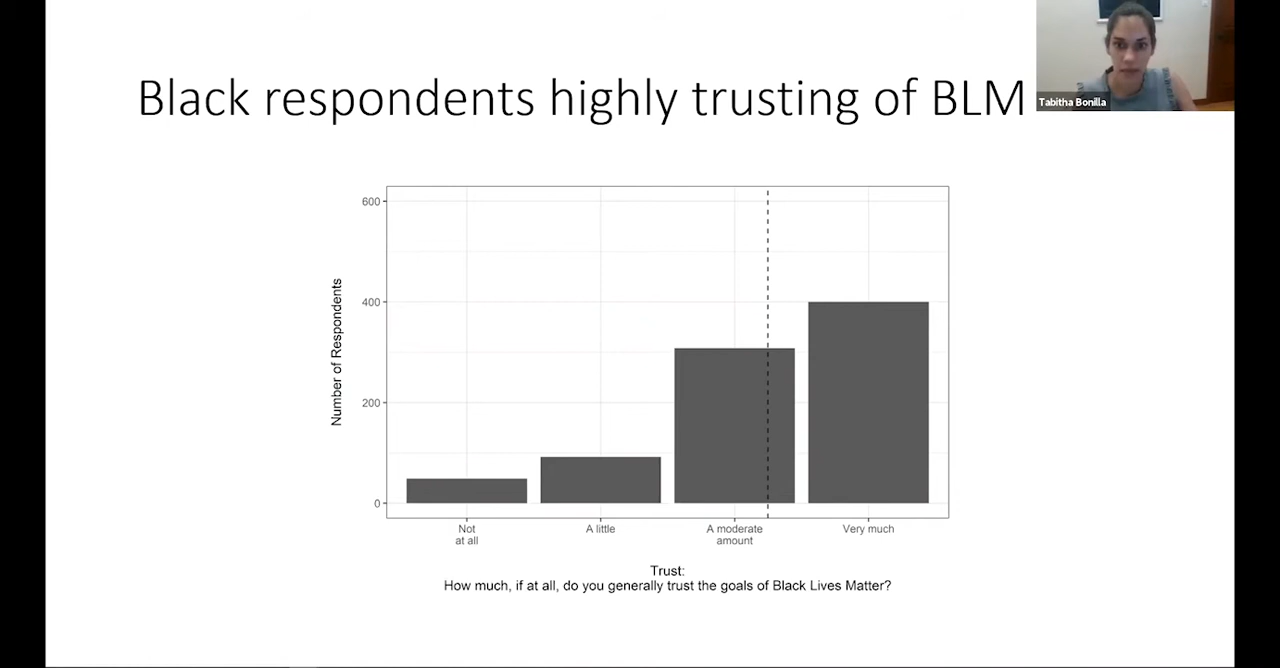 Black respondents highly trusting of BLM
Tabitha Bonilla
600
400
200
0
Number of Respondents
Not
at all
A little
A moderate
amount
Very much
Trust:
How much, if at all, do you generally trust the goals of Black Lives Matter?